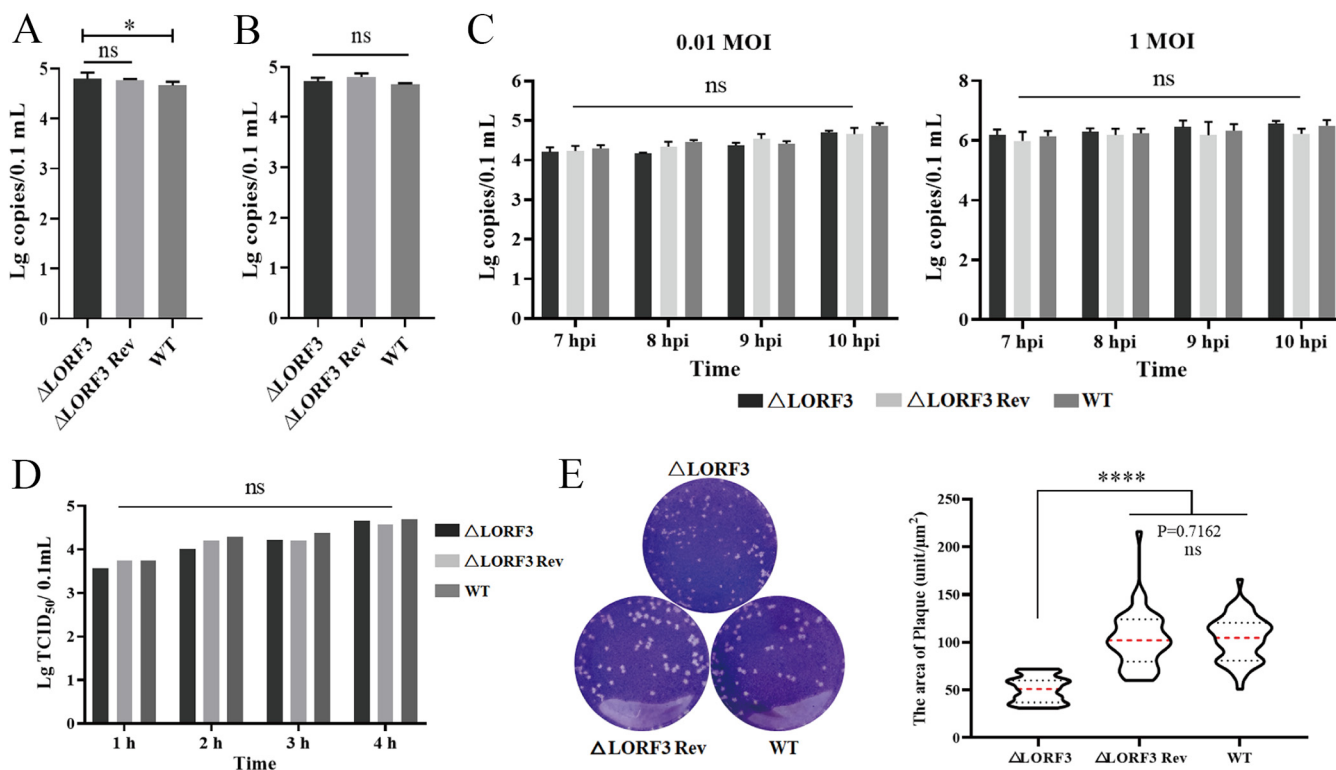 A
*
ns
Lg copies/0.1 mL
5
4
3
2
1
0
ΔLORF3
ΔLORF3 Rev
WT
B
ns
Lg copies/0.1 mL
5
4
3
2
1
0
ΔLORF3
ΔLORF3 Rev
WT
C
0.01 MOI
ns
Lg copies/0.1 mL
6
5
4
3
2
1
0
7 hpi 8 hpi 9 hpi 10 hpi
Time
1 MOI
ns
Lg copies/0.1 mL
8
6
4
2
0
7 hpi 8 hpi 9 hpi 10 hpi
Time
△LORF3 △LORF3 Rev WT
D
ns
Lg TCID50/ 0.1mL
5
4
3
2
1
0
1 h 2 h 3 h 4 h
Time
△LORF3
△LORF3 Rev
WT
E
△LORF3
△LORF3 Rev WT
****
P=0.7162
ns
The area of Plaque (unit/μm²)
250
200
150
100
50
0
△LORF3 △LORF3 Rev WT